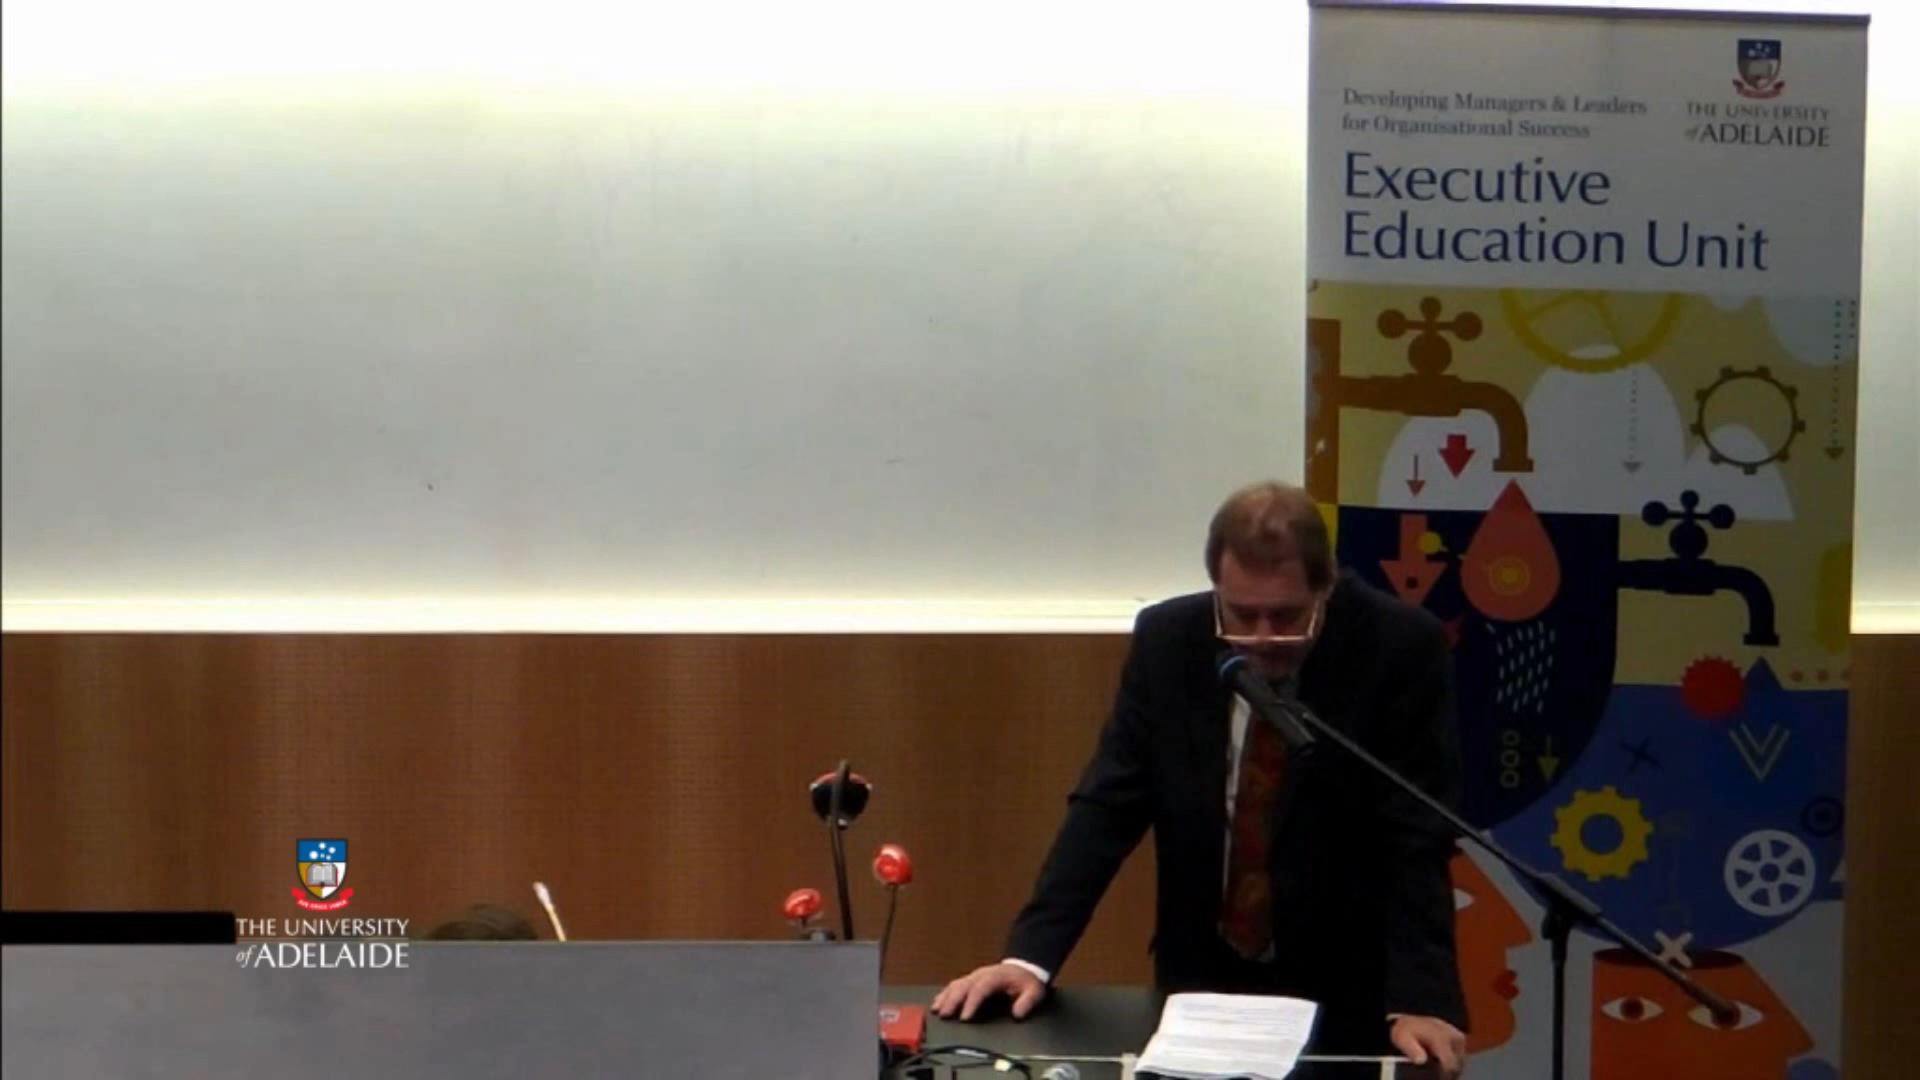 Developing Managers & Leaders
for Organisational Success
THE UNIVERSITY
of ADELAIDE
Executive
Education Unit
THE UNIVERSITY
of ADELAIDE